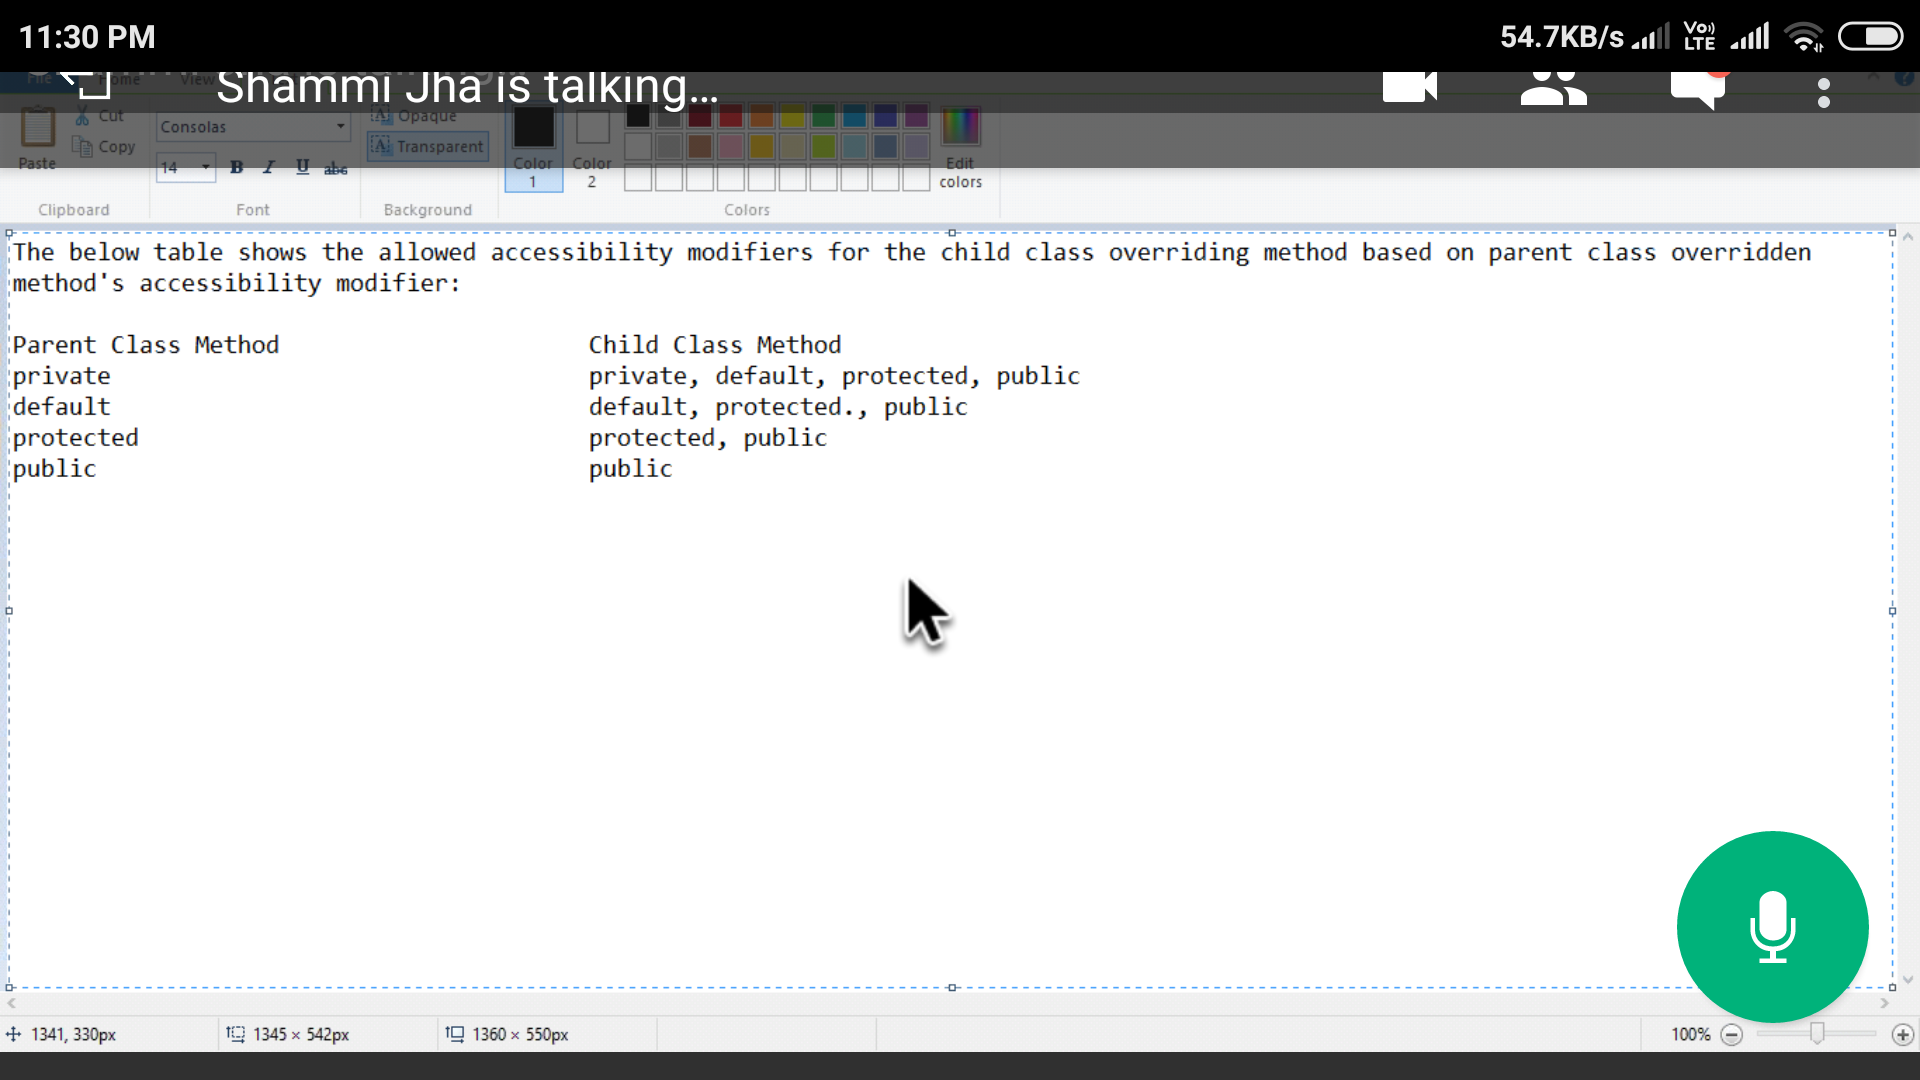 11:30 PM
54.7KB/s
Vo)) LTE
Shammi Jha is talking...
File Home View
Cut
Copy
Paste
Clipboard
Consolas
14
B I U abc
Font
Opaque
Transparent
Background
Color 1
Color 2
Edit colors
Colors
The below table shows the allowed accessibility modifiers for the child class overriding method based on parent class overridden
method's accessibility modifier:
Parent Class Method Child Class Method
private private, default, protected, public
default default, protected., public
protected protected, public
public public
1341, 330px
1345 × 542px
1360 × 550px
100%